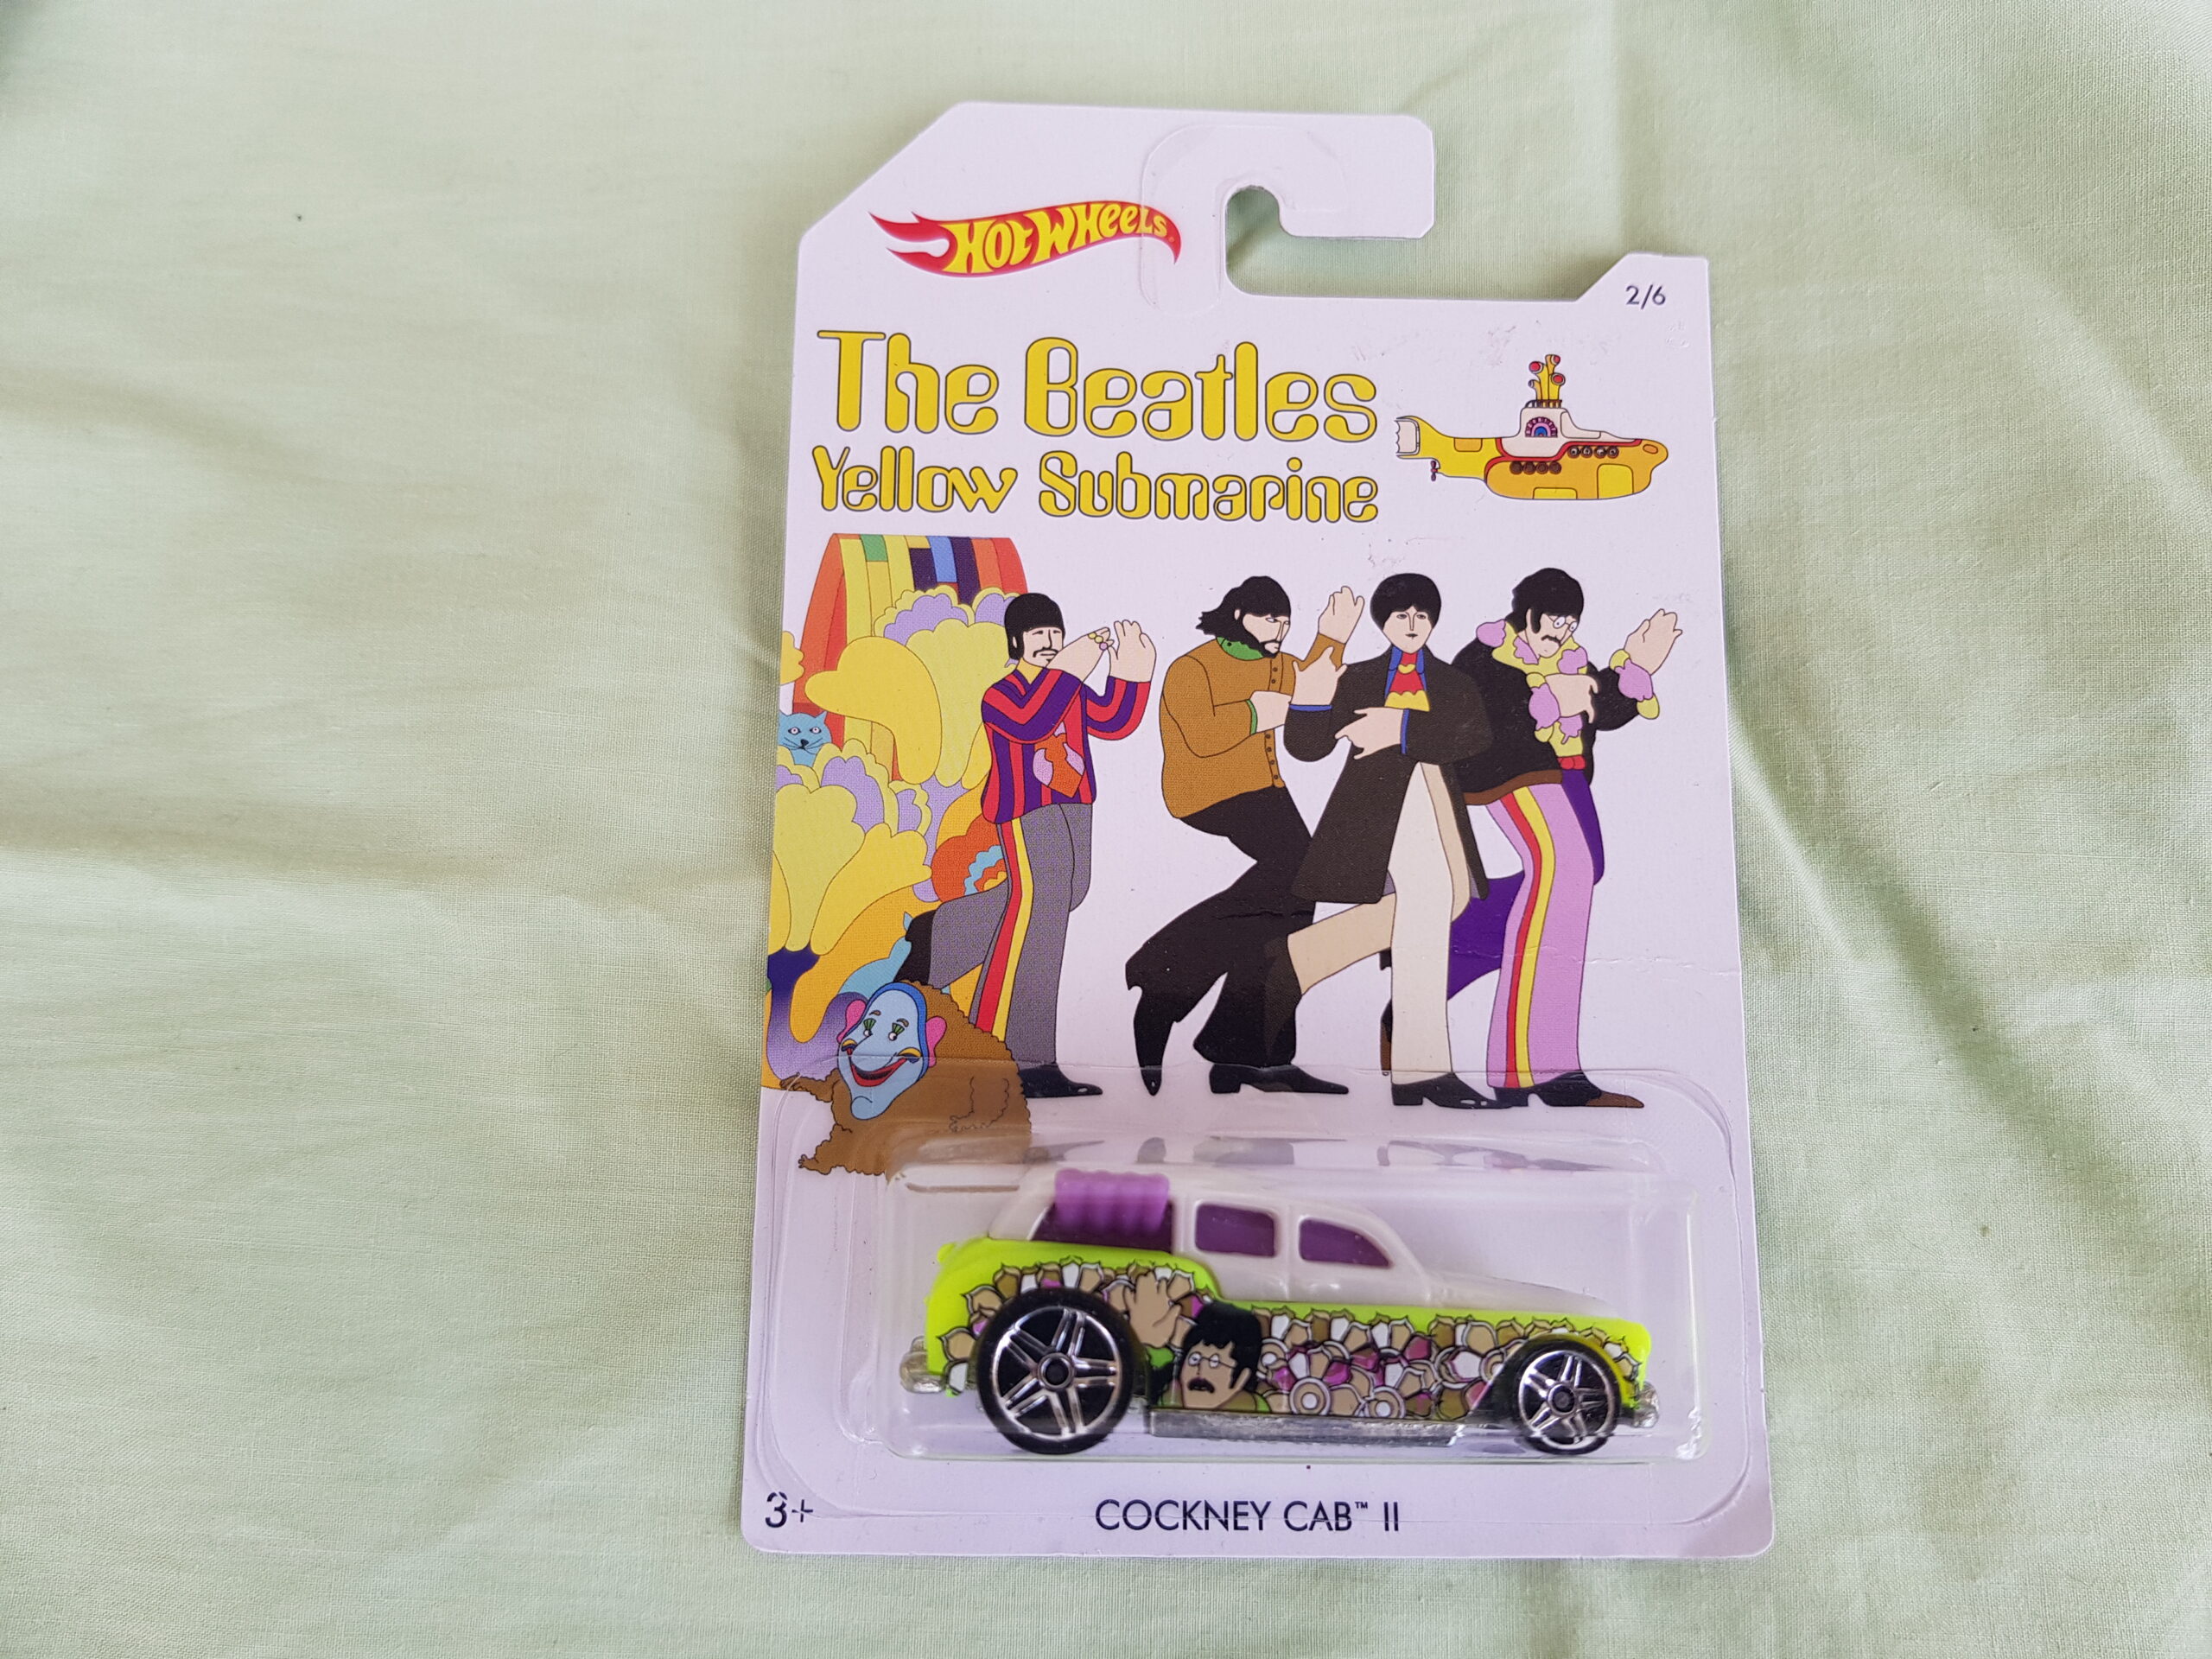 HOT WHEELS
2/6
The Beatles
Yellow Submarine
3+
COCKNEY CAB™ II